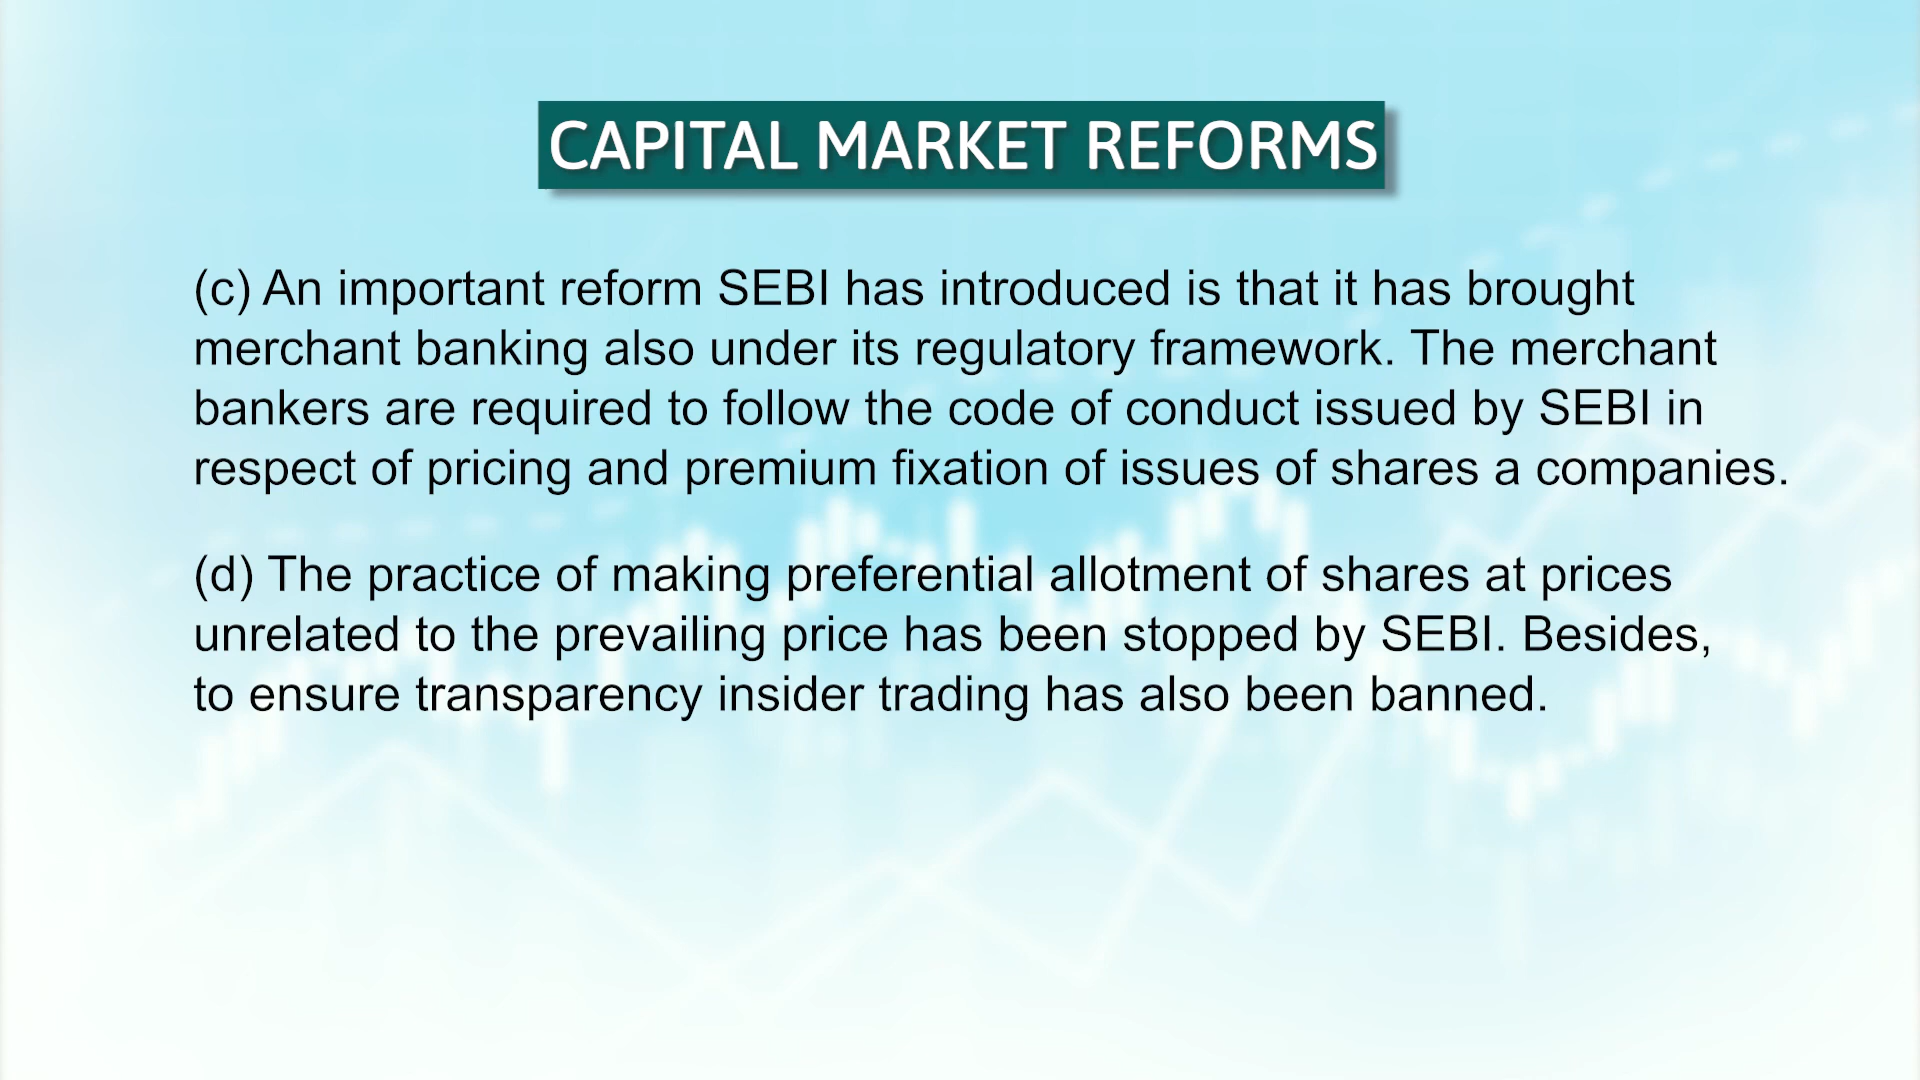 CAPITAL MARKET REFORMS
(c) An important reform SEBI has introduced is that it has brought
merchant banking also under its regulatory framework. The merchant
bankers are required to follow the code of conduct issued by SEBI in
respect of pricing and premium fixation of issues of shares a companies.
(d) The practice of making preferential allotment of shares at prices
unrelated to the prevailing price has been stopped by SEBI. Besides,
to ensure transparency insider trading has also been banned.